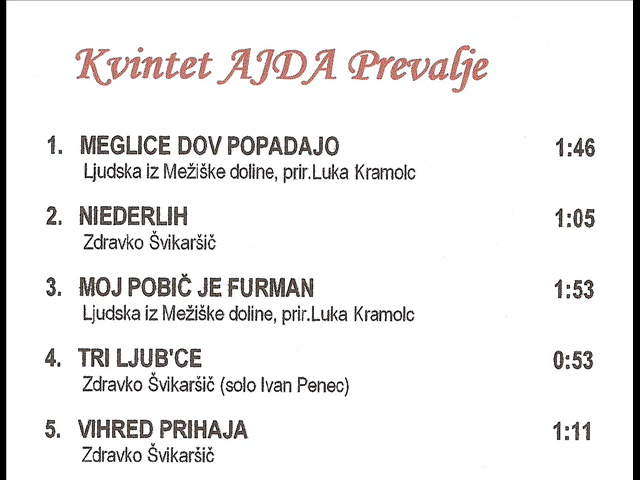 Kvintet AJDA Prevalje
1. MEGLICE DOV POPADAJO 1:46
Ljudska iz Mežiške doline, prir.Luka Kramolc
2. NIEDERLIH 1:05
Zdravko Švikaršič
3. MOJ POBIČ JE FURMAN 1:53
Ljudska iz Mežiške doline, prir.Luka Kramolc
4. TRI LJUB'CE 0:53
Zdravko Švikaršič (solo Ivan Penec)
5. VIHRED PRIHAJA 1:11
Zdravko Švikaršič